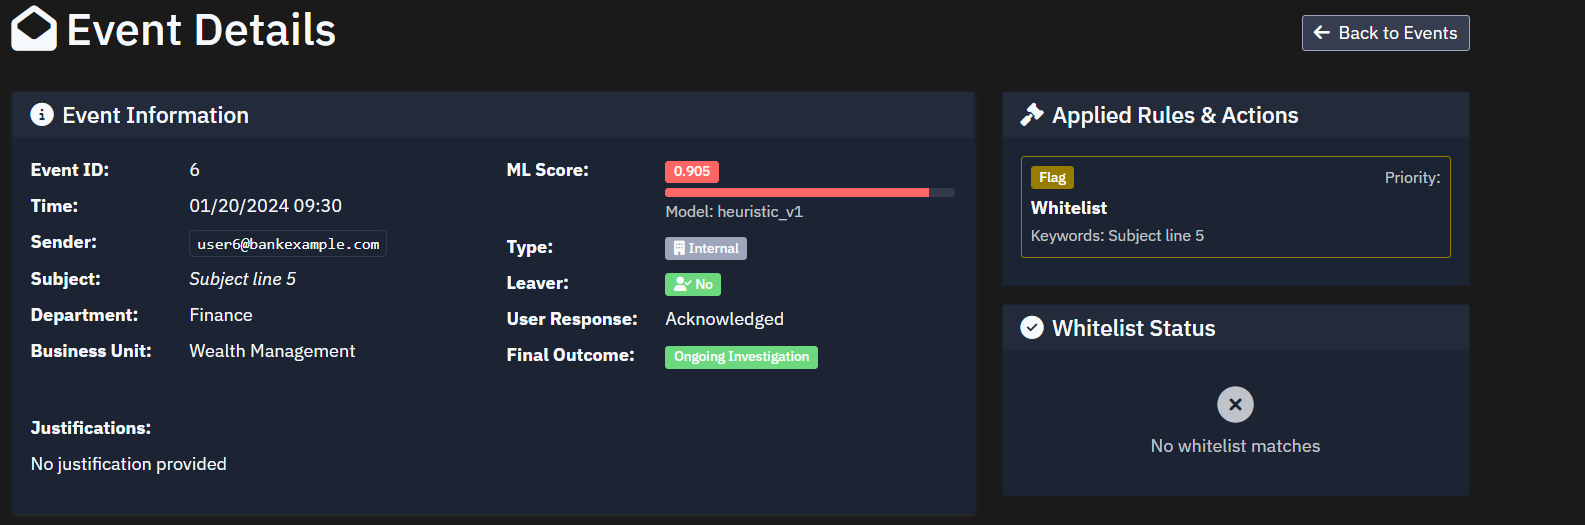 Event Details
Back to Events
Event Information
Event ID: 6
Time: 01/20/2024 09:30
Sender: user6@bankexample.com
Subject: Subject line 5
Department: Finance
Business Unit: Wealth Management
ML Score: 0.905
Model: heuristic_v1
Type: Internal
Leaver: No
User Response: Acknowledged
Final Outcome: Ongoing Investigation
Justifications:
No justification provided
Applied Rules & Actions
Flag Priority:
Whitelist
Keywords: Subject line 5
Whitelist Status
No whitelist matches